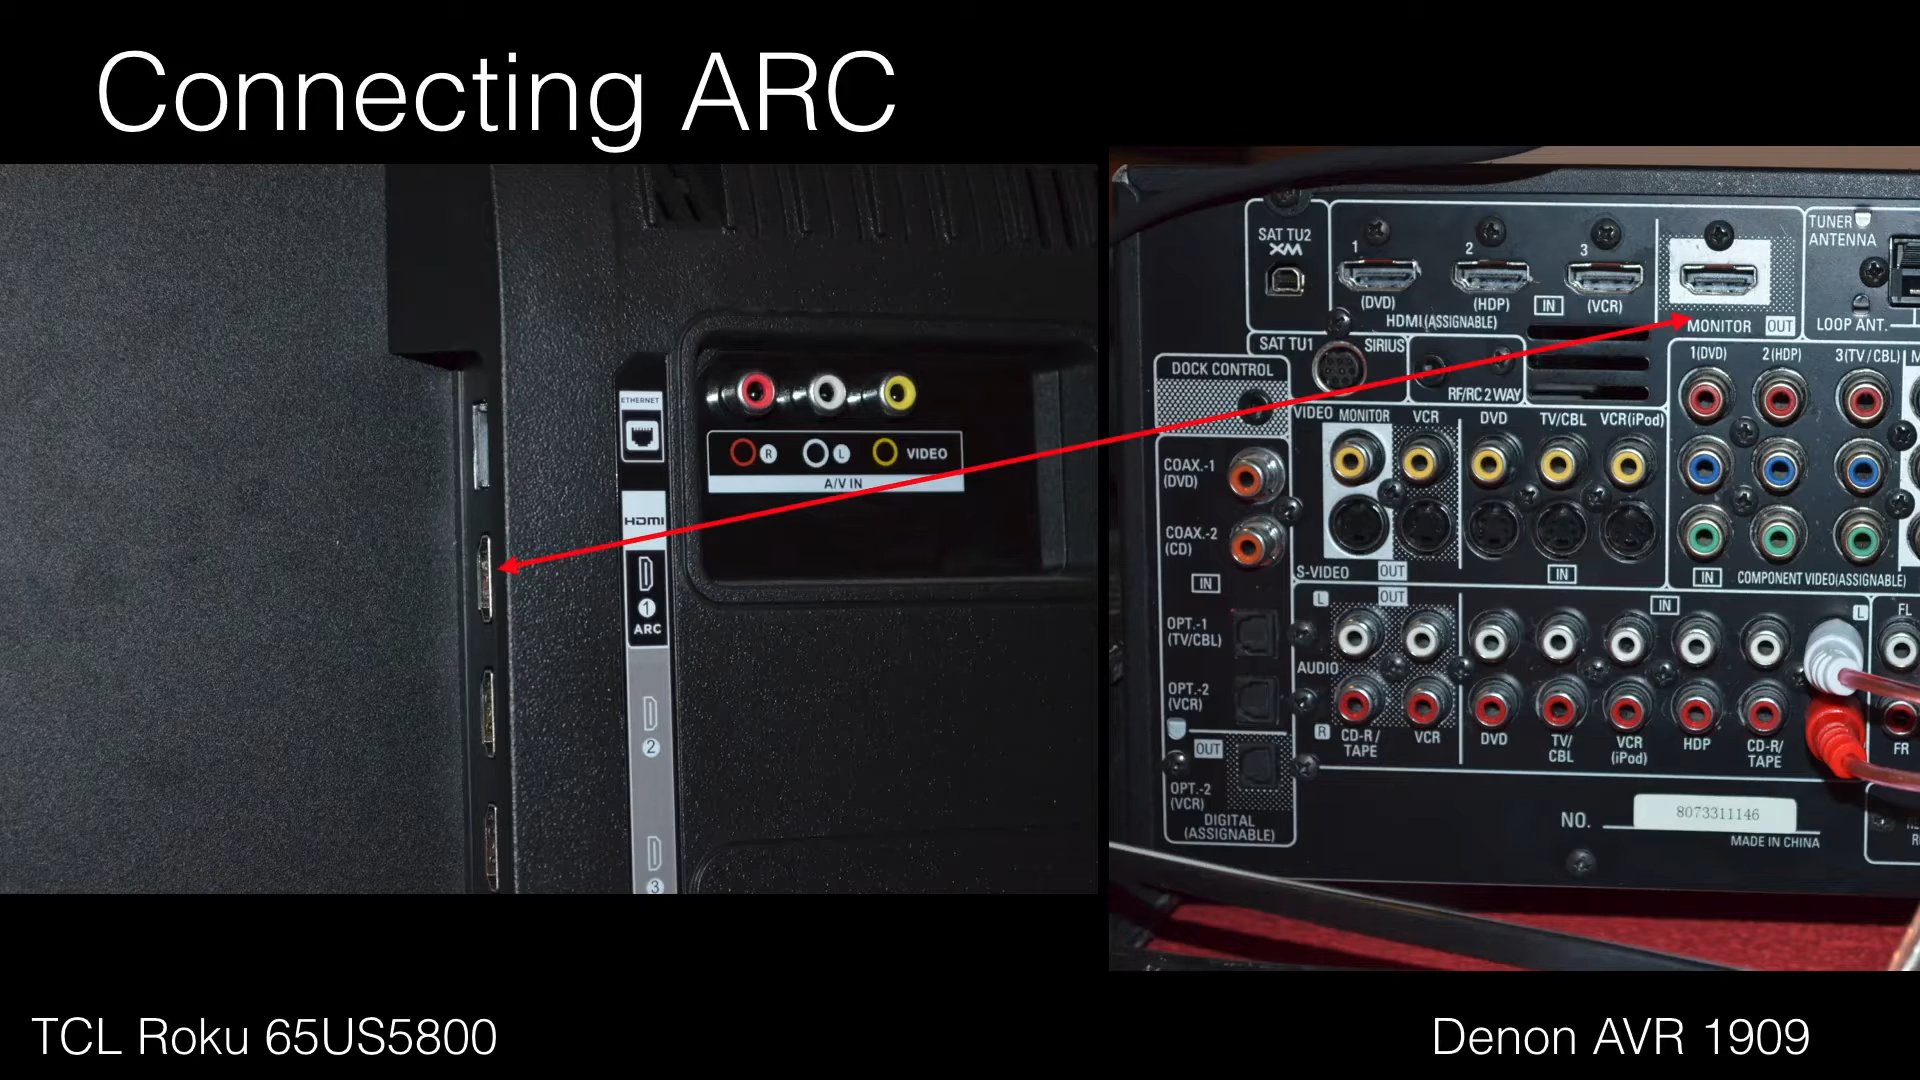 Connecting ARC
ETHERNET
HDMI
1
ARC
2
3
R
L
VIDEO
A/V IN
SAT TU2
XM
1
2
3
(DVD)
(HDP)
IN
(VCR)
HDMI (ASSIGNABLE)
MONITOR OUT
TUNER
ANTENNA
LOOP ANT.
SAT TU1
SIRIUS
RF/RC 2 WAY
DOCK CONTROL
VIDEO MONITOR
VCR
DVD
TV/CBL
VCR(iPod)
1(DVD)
2(HDP)
3(TV/CBL)
COAX.-1
(DVD)
COAX.-2
(CD)
IN
S-VIDEO
OUT
IN
IN
COMPONENT VIDEO(ASSIGNABLE)
OPT.-1
(TV/CBL)
OPT.-2
(VCR)
OUT
OPT.-2
(VCR)
DIGITAL
(ASSIGNABLE)
L
OUT
IN
L
FL
AUDIO
R
CD-R/
TAPE
VCR
DVD
TV/
CBL
VCR
(iPod)
HDP
CD-R/
TAPE
FR
NO.
8073311146
MADE IN CHINA
TCL Roku 65US5800
Denon AVR 1909